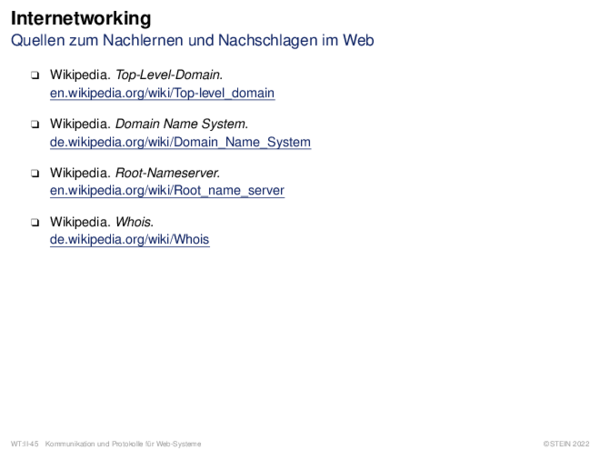 Internetworking
Quellen zum Nachlernen und Nachschlagen im Web
❑ Wikipedia. Top-Level-Domain.
en.wikipedia.org/wiki/Top-level_domain
❑ Wikipedia. Domain Name System.
de.wikipedia.org/wiki/Domain_Name_System
❑ Wikipedia. Root-Nameserver.
en.wikipedia.org/wiki/Root_name_server
❑ Wikipedia. Whois.
de.wikipedia.org/wiki/Whois
WT:II-45 Kommunikation und Protokolle für Web-Systeme ©STEIN 2022